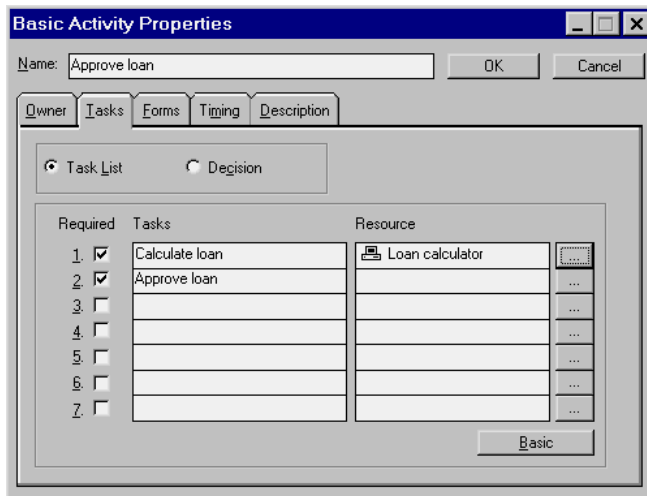 Basic Activity Properties
Name: Approve loan OK Cancel
Owner Tasks Forms Timing Description
Task List Decision
Required Tasks Resource
1. Calculate loan Loan calculator ...
2. Approve loan ...
3. ...
4. ...
5. ...
6. ...
7. ...
Basic